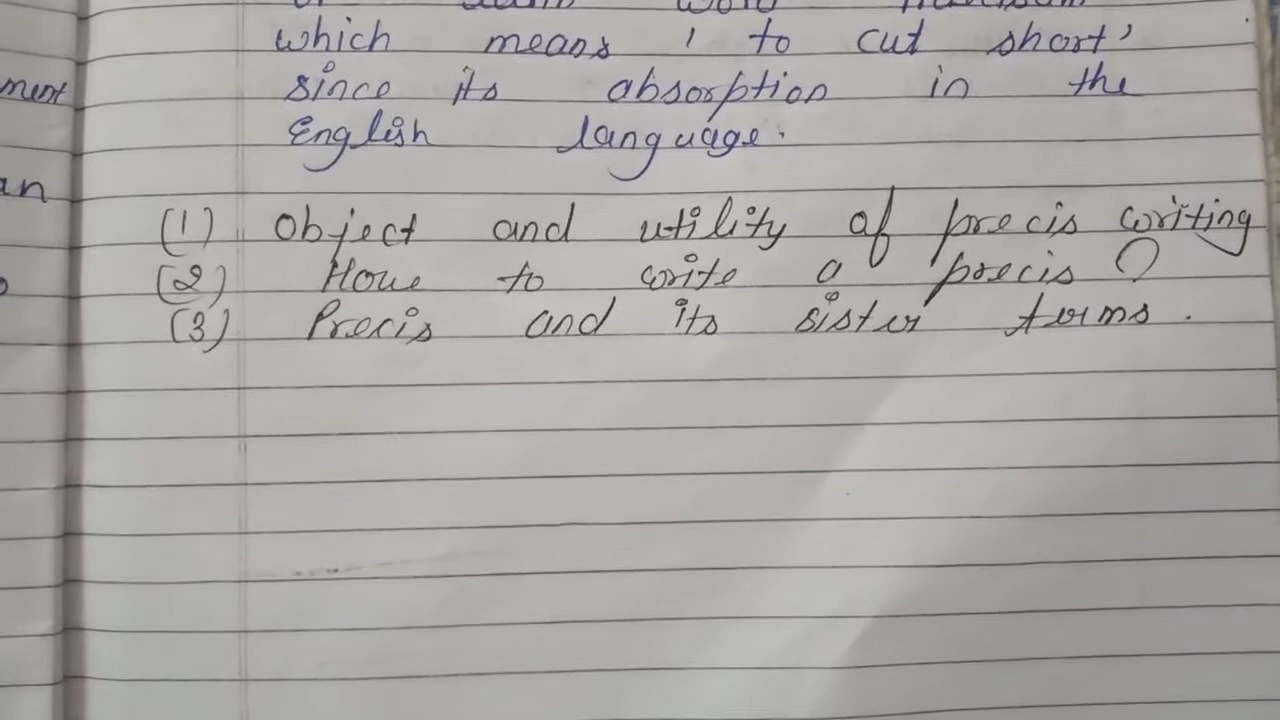 which means ' to cut short'
since its absorption in the
English language.
(1) Object and utility of precis writing
(2) Howe to write a precis ?
(3) Precis and its sister terms.